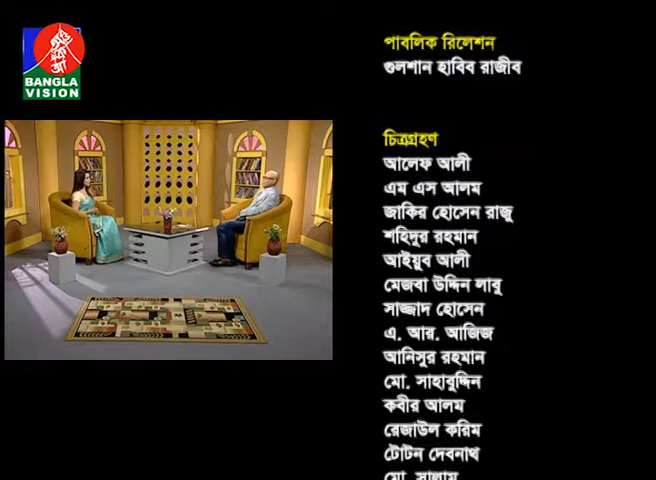 BANGLA
VISION
পাবলিক রিলেশন
গুলশান হাবিব রাজীব
চিত্রগ্রহণ
আলেফ আলী
এম এস আলম
জাকির হোসেন রাজু
শহিদুর রহমান
আইয়ুব আলী
মেজবা উদ্দিন লাবু
সাজ্জাদ হোসেন
এ. আর. আজিজ
আনিসুর রহমান
মো. সাহাবুদ্দিন
কবীর আলম
রেজাউল করিম
টোটন দেবনাথ
মো. সালাম